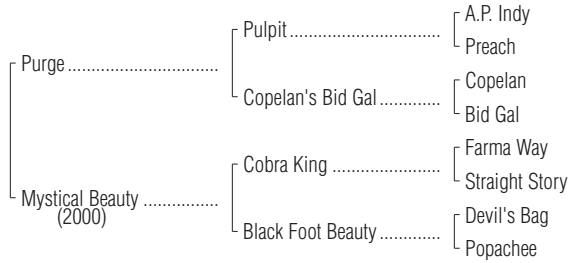 A.P. Indy
Pulpit
Preach
Purge
Copelan
Copelan's Bid Gal
Bid Gal
Farma Way
Cobra King
Straight Story
Mystical Beauty
(2000)
Devil's Bag
Black Foot Beauty
Popachee